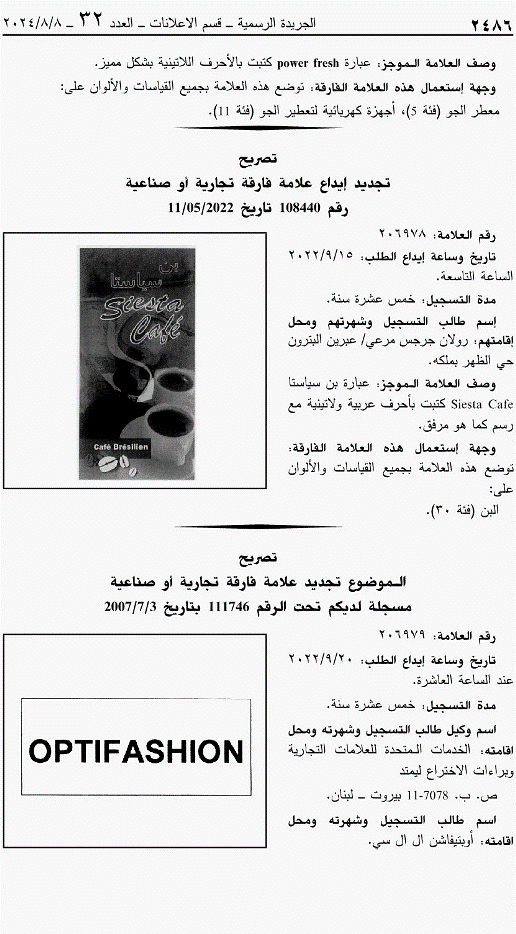 ٢٤٨٦ الجريدة الرسمية – قسم الاعلانات – العدد ٣٢ – ٢٠٢٤/٨/٨
وصف العلامة الموجز: عبارة power fresh كتبت بالأحرف اللاتينية بشكل مميز.
وجهة إستعمال هذه العلامة الفارقة: توضع هذه العلامة بجميع القياسات والألوان على:
معطر الجو (فئة 5)، أجهزة كهربائية لتعطير الجو (فئة 11).
تصريح
تجديد إيداع علامة فارقة تجارية أو صناعية
رقم 108440 تاريخ 11/05/2022
رقم العلامة: ٢٠٦٩٧٨
تاريخ وساعة إيداع الطلب: ٢٠٢٢/٩/١٥
الساعة التاسعة.
مدة التسجيل: خمس عشرة سنة.
إسم طالب التسجيل وشهرتهم ومحل
إقامتهم: رولان جرجس مرعي/ عبرين البترون
حي الظهر بملكه.
وصف العلامة الموجز: عبارة بن سياستا
Siesta Cafe كتبت بأحرف عربية ولاتينية مع
رسم كما هو مرفق.
وجهة إستعمال هذه العلامة الفارقة:
توضع هذه العلامة بجميع القياسات والألوان
على:
البن (فئة ٣٠).
بن
سياستا
Siesta
Café
Café Brésilien
تصريح
الموضوع تجديد علامة فارقة تجارية أو صناعية
مسجلة لديكم تحت الرقم 111746 بتاريخ 2007/7/3
رقم العلامة: ٢٠٦٩٧٩
تاريخ وساعة إيداع الطلب: ٢٠٢٢/٩/٢٠
عند الساعة العاشرة.
مدة التسجيل: خمس عشرة سنة.
اسم وكيل طالب التسجيل وشهرته ومحل
اقامته: الخدمات المتحدة للعلامات التجارية
وبراءات الاختراع ليمتد
ص. ب. 7078-11 بيروت – لبنان.
اسم طالب التسجيل وشهرته ومحل
اقامته: أوبتيفاشن ال ال سي.
OPTIFASHION